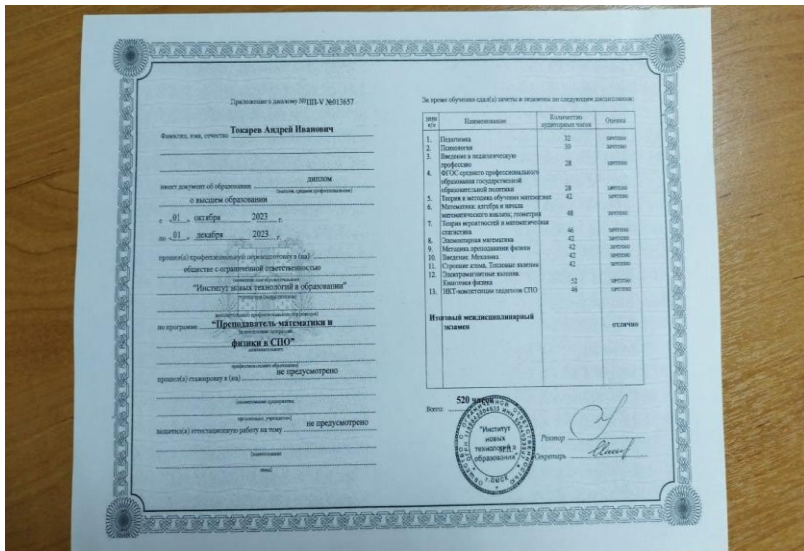 Приложение к диплому № ПП-V №013657
Фамилия, имя, отчество Токарев Андрей Иванович
имеет документ об образовании диплом
(высшем, среднем профессиональном)
о высшем образовании
с „01 „ октября 2023 г.
по „01 „ декабря 2023 г.
прошел(а) профессиональную переподготовку в (на)
обществе с ограниченной ответственностью
"Институт новых технологий в образовании"
по программе "Преподаватель математики и
физики в СПО"
прошел(а) стажировку в (на) не предусмотрено
защитил(а) аттестационную работу на тему не предусмотрено
За время обучения сдал(а) зачеты и экзамены по следующим дисциплинам:
Наименование Количество аудиторных часов Оценка
1. Педагогика 32 зачтено
2. Психология 30 зачтено
3. Введение в педагогическую
профессию 28 зачтено
4. ФГОС среднего профессионального
образования государственной
образовательной политики 28 зачтено
5. Теория и методика обучения математике 42 зачтено
6. Математика: алгебра и начала
математического анализа; геометрия 48 зачтено
7. Теория вероятностей и математическая
статистика 46 зачтено
8. Элементарная математика 42 зачтено
9. Методика преподавания физики 42 зачтено
10. Введение. Механика 42 зачтено
11. Строение атома. Тепловые явления 42 зачтено
12. Электромагнитные явления.
Квантовая физика 52 зачтено
13. ИКТ-компетенции педагогов СПО 46 зачтено
Итоговый междисциплинарный
экзамен отлично
Всего: 520 часов
"Институт
новых
технологий в
образовании"
г.ОМСК
Ректор
Секретарь